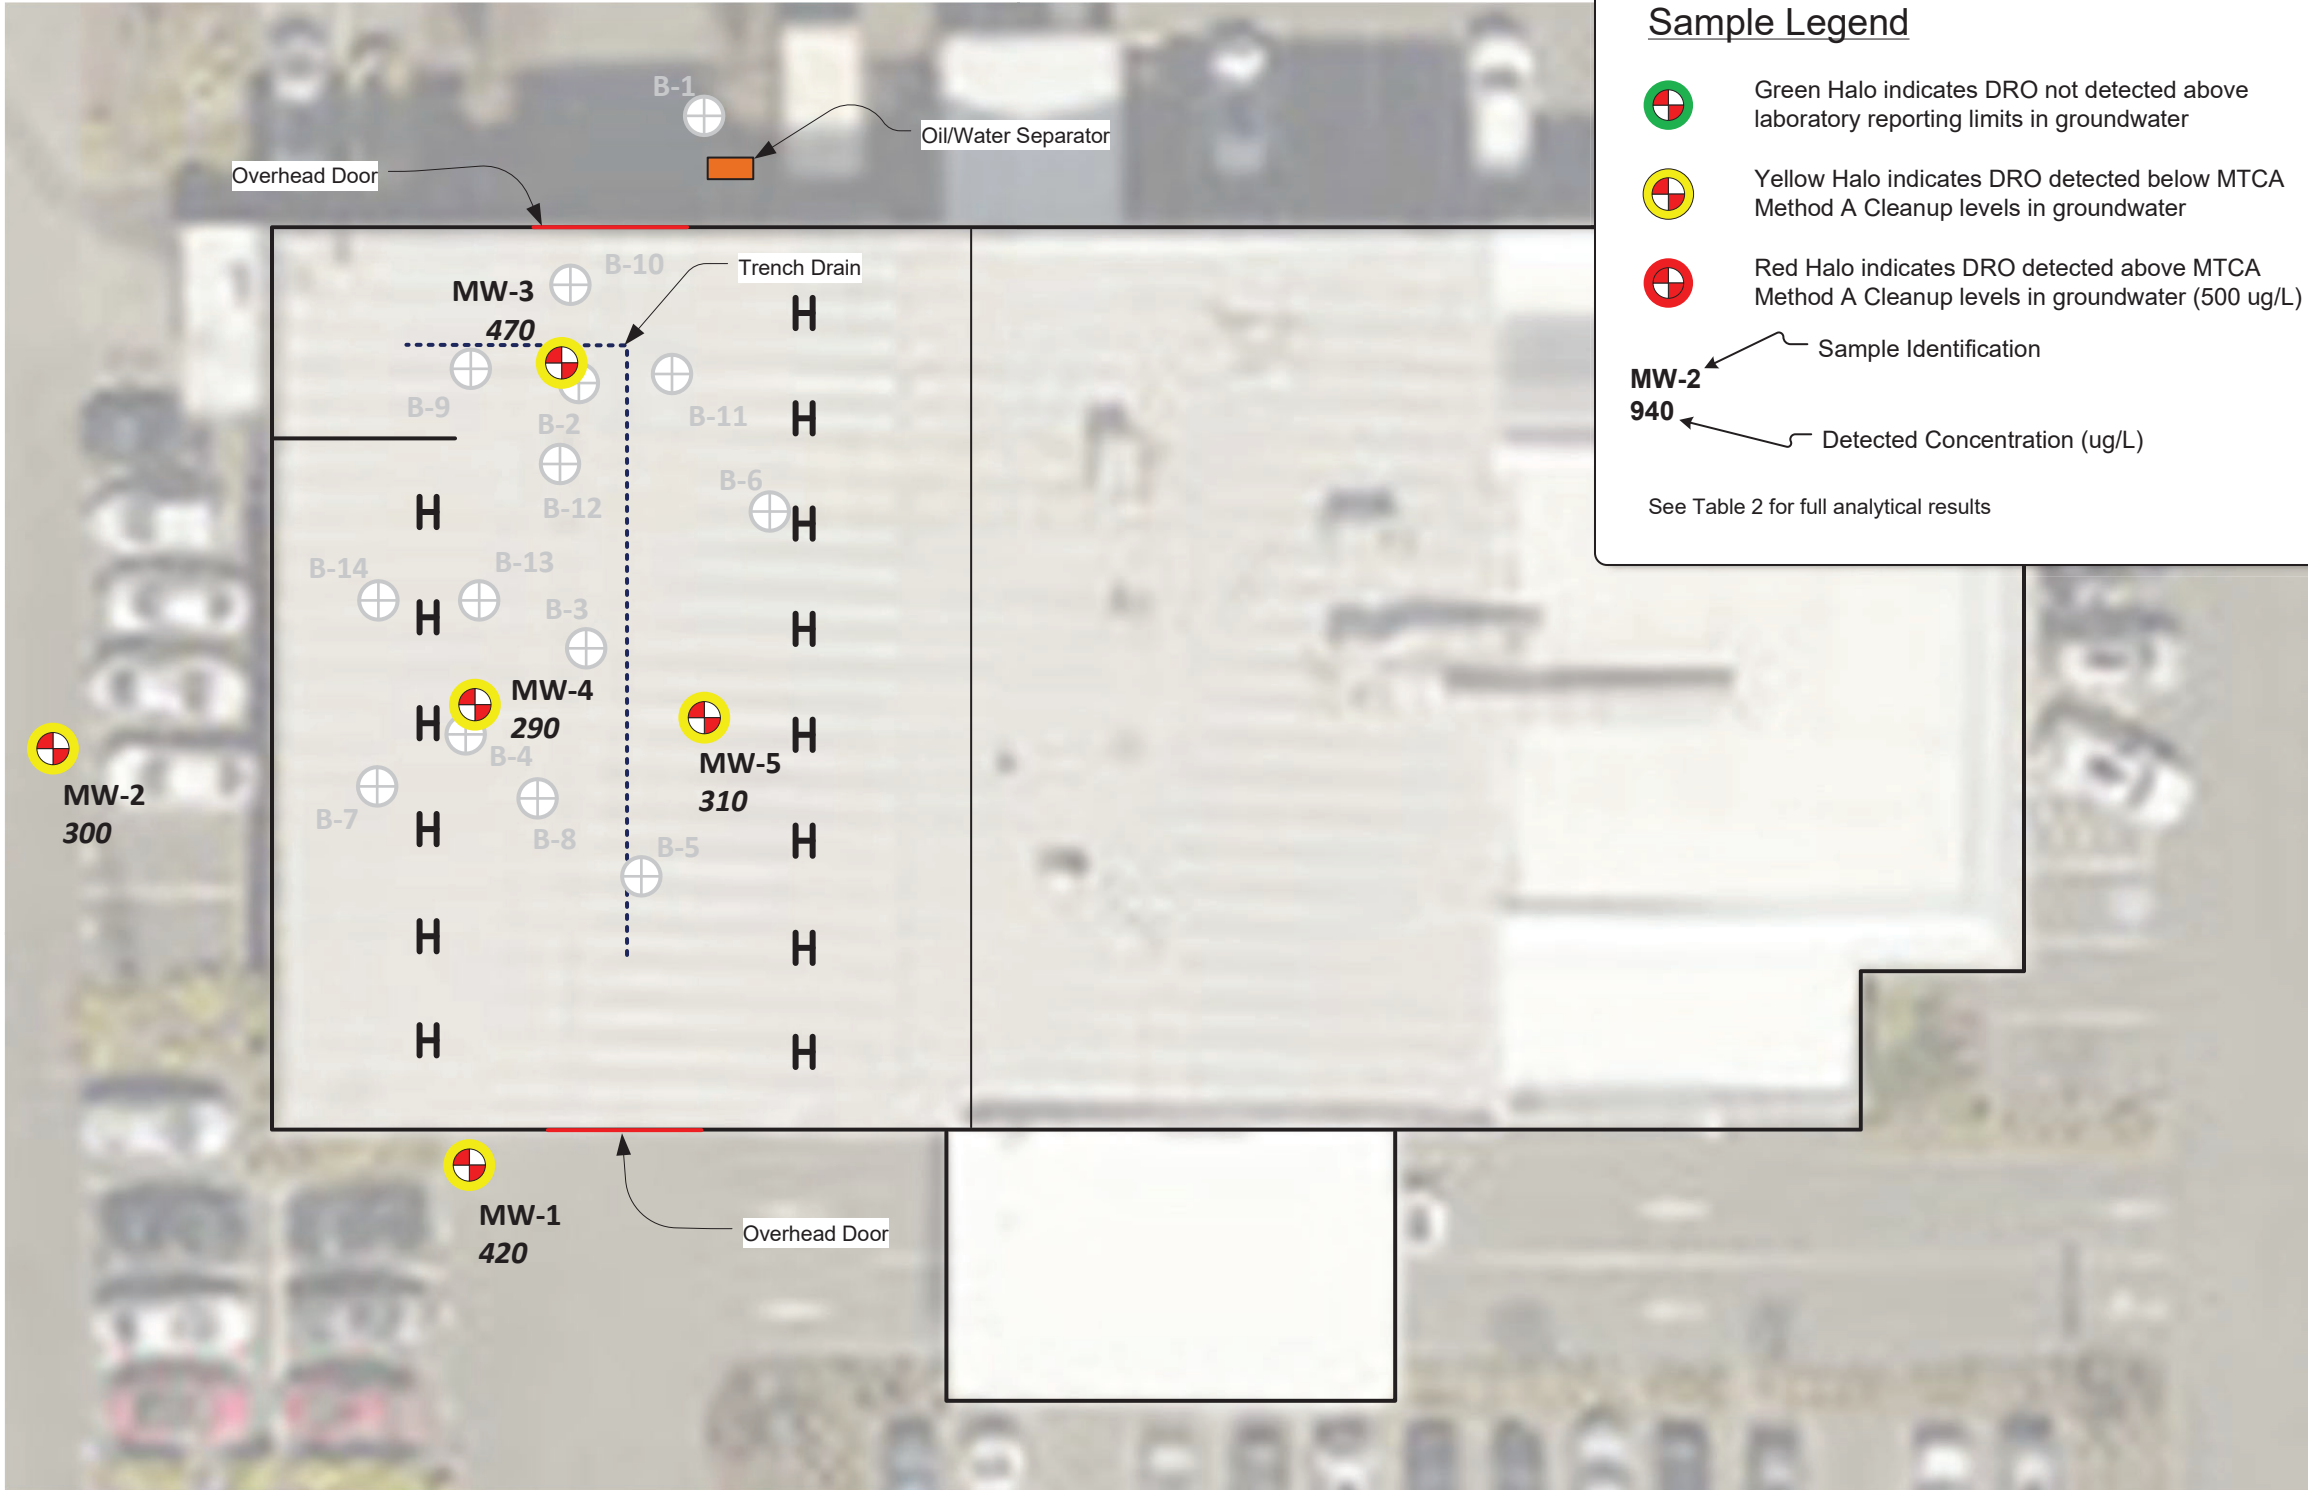 Sample Legend
Green Halo indicates DRO not detected above
laboratory reporting limits in groundwater
Yellow Halo indicates DRO detected below MTCA
Method A Cleanup levels in groundwater
Red Halo indicates DRO detected above MTCA
Method A Cleanup levels in groundwater (500 ug/L)
Sample Identification
MW-2
940
Detected Concentration (ug/L)
See Table 2 for full analytical results
B-1
Oil/Water Separator
Overhead Door
B-10
Trench Drain
MW-3
470
B-9
B-2
B-11
B-12
B-6
B-14
B-13
B-3
MW-4
290
B-4
MW-5
310
MW-2
300
B-7
B-8
B-5
MW-1
420
Overhead Door
H
H
H
H
H
H
H
H
H
H
H
H
H
H